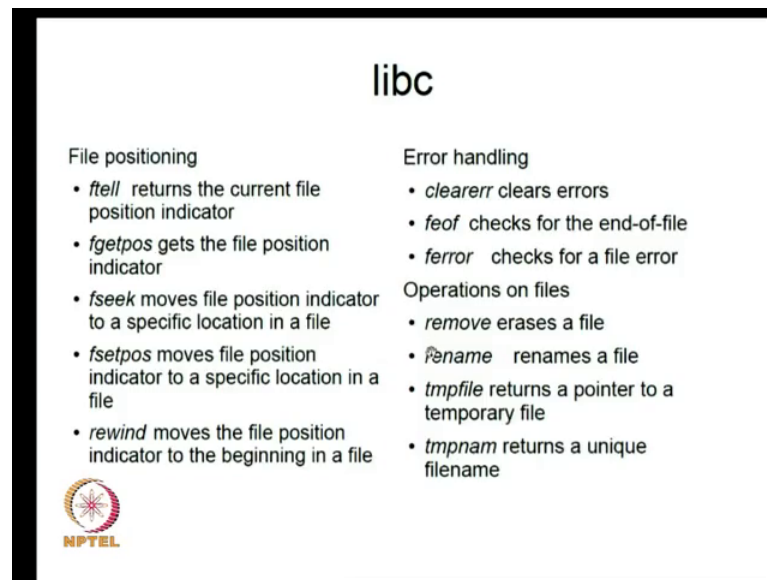 libc
File positioning
• ftell returns the current file
position indicator
• fgetpos gets the file position
indicator
• fseek moves file position indicator
to a specific location in a file
• fsetpos moves file position
indicator to a specific location in a
file
• rewind moves the file position
indicator to the beginning in a file
Error handling
• clearerr clears errors
• feof checks for the end-of-file
• ferror checks for a file error
Operations on files
• remove erases a file
• rename renames a file
• tmpfile returns a pointer to a
temporary file
• tmpnam returns a unique
filename
NPTEL